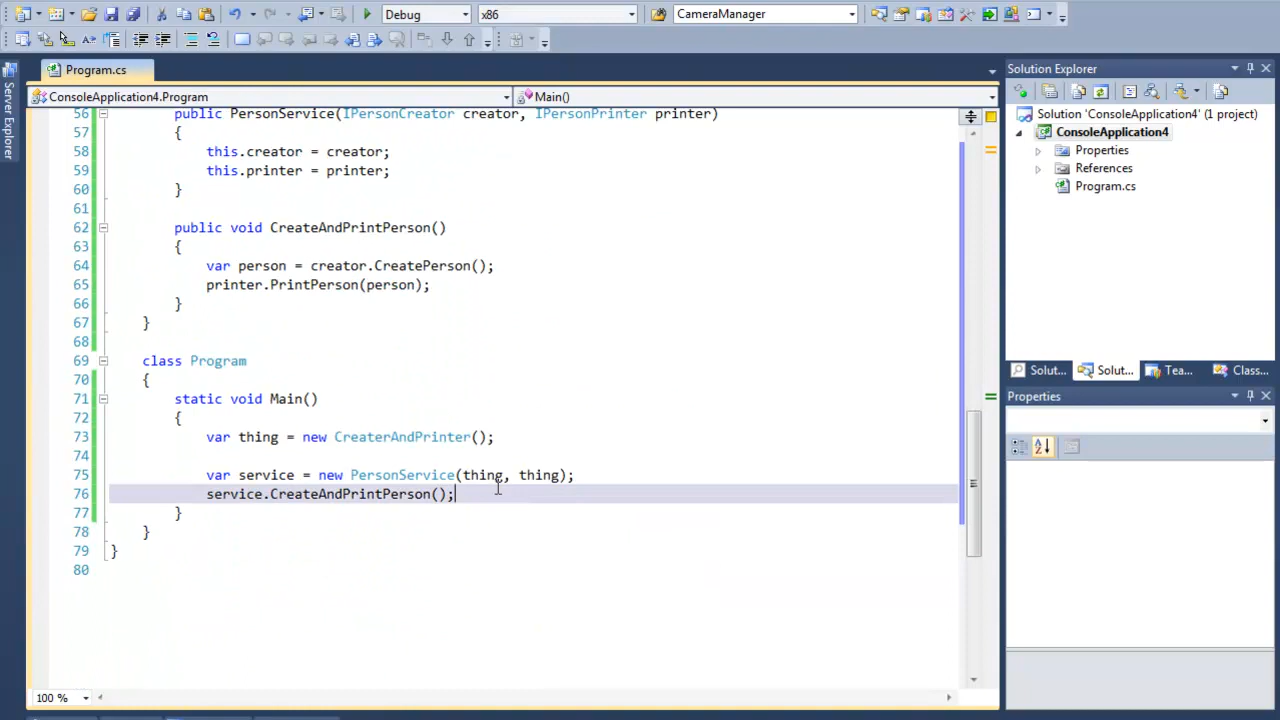 Debug
x86
CameraManager
Program.cs
ConsoleApplication4.Program
Main()
Server Explorer
56 public PersonService(IPersonCreator creator, IPersonPrinter printer)
57 {
58 this.creator = creator;
59 this.printer = printer;
60 }
61
62 public void CreateAndPrintPerson()
63 {
64 var person = creator.CreatePerson();
65 printer.PrintPerson(person);
66 }
67 }
68
69 class Program
70 {
71 static void Main()
72 {
73 var thing = new CreaterAndPrinter();
74
75 var service = new PersonService(thing, thing);
76 service.CreateAndPrintPerson();
77 }
78 }
79 }
80
100 %
Solution Explorer
Solution 'ConsoleApplication4' (1 project)
ConsoleApplication4
Properties
References
Program.cs
Solut...
Solut...
Tea...
Class...
Properties